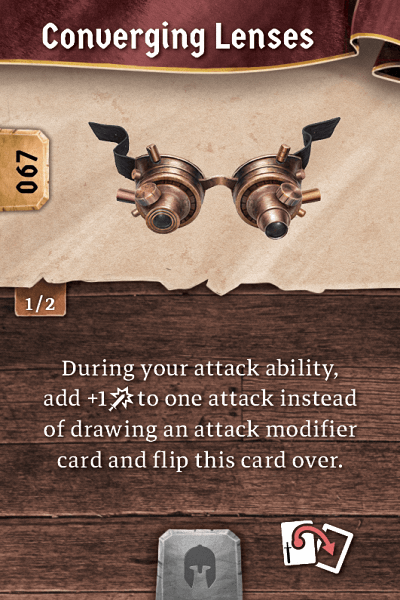 Converging Lenses
067
1/2
During your attack ability,
add +1 to one attack instead
of drawing an attack modifier
card and flip this card over.